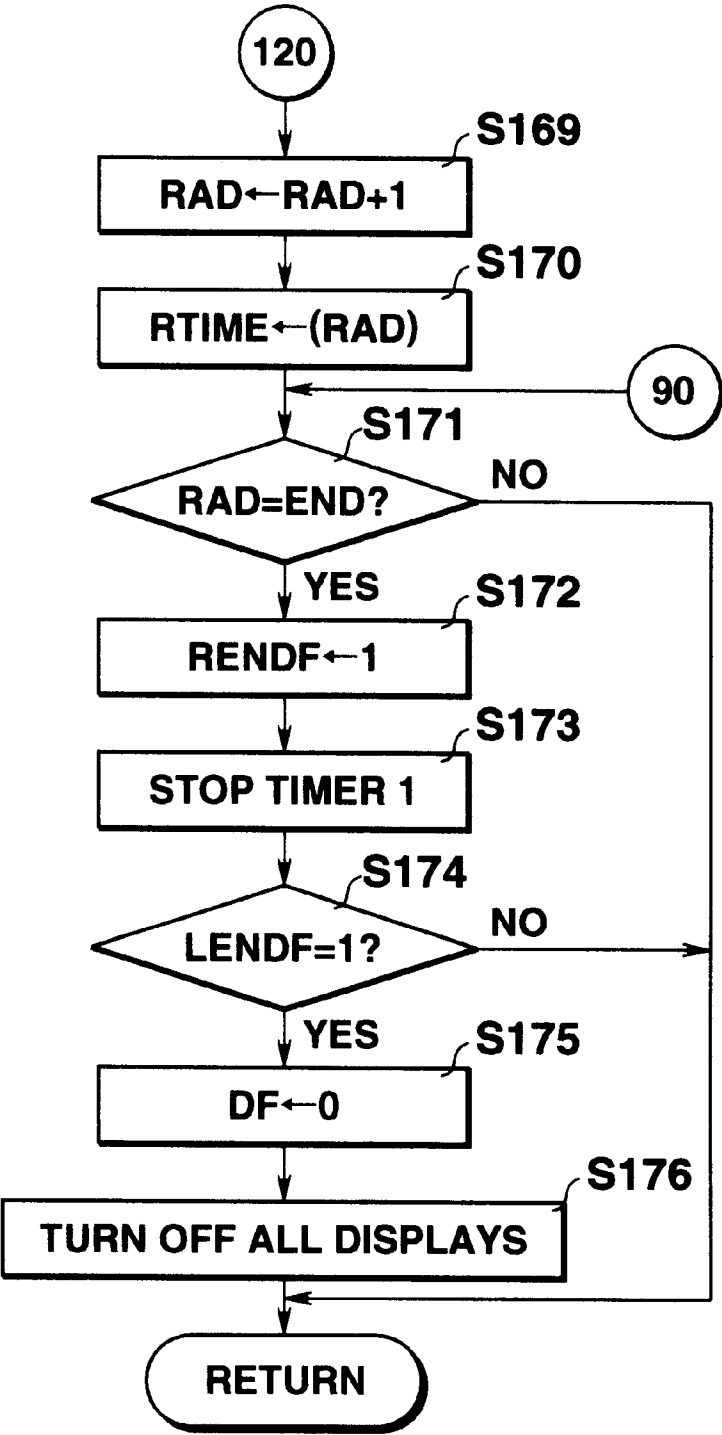 120
S169
RAD←RAD+1
S170
RTIME←(RAD)
90
S171
RAD=END?
NO
YES
S172
RENDF←1
S173
STOP TIMER 1
S174
LENDF=1?
NO
YES
S175
DF←0
S176
TURN OFF ALL DISPLAYS
RETURN